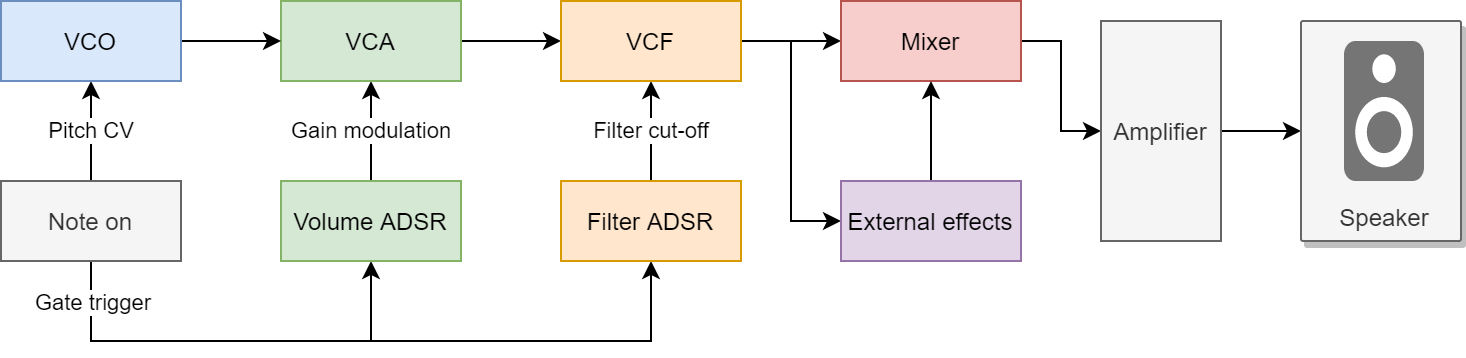 VCO
VCA
VCF
Mixer
Pitch CV
Gain modulation
Filter cut-off
Amplifier
Note on
Volume ADSR
Filter ADSR
External effects
Speaker
Gate trigger